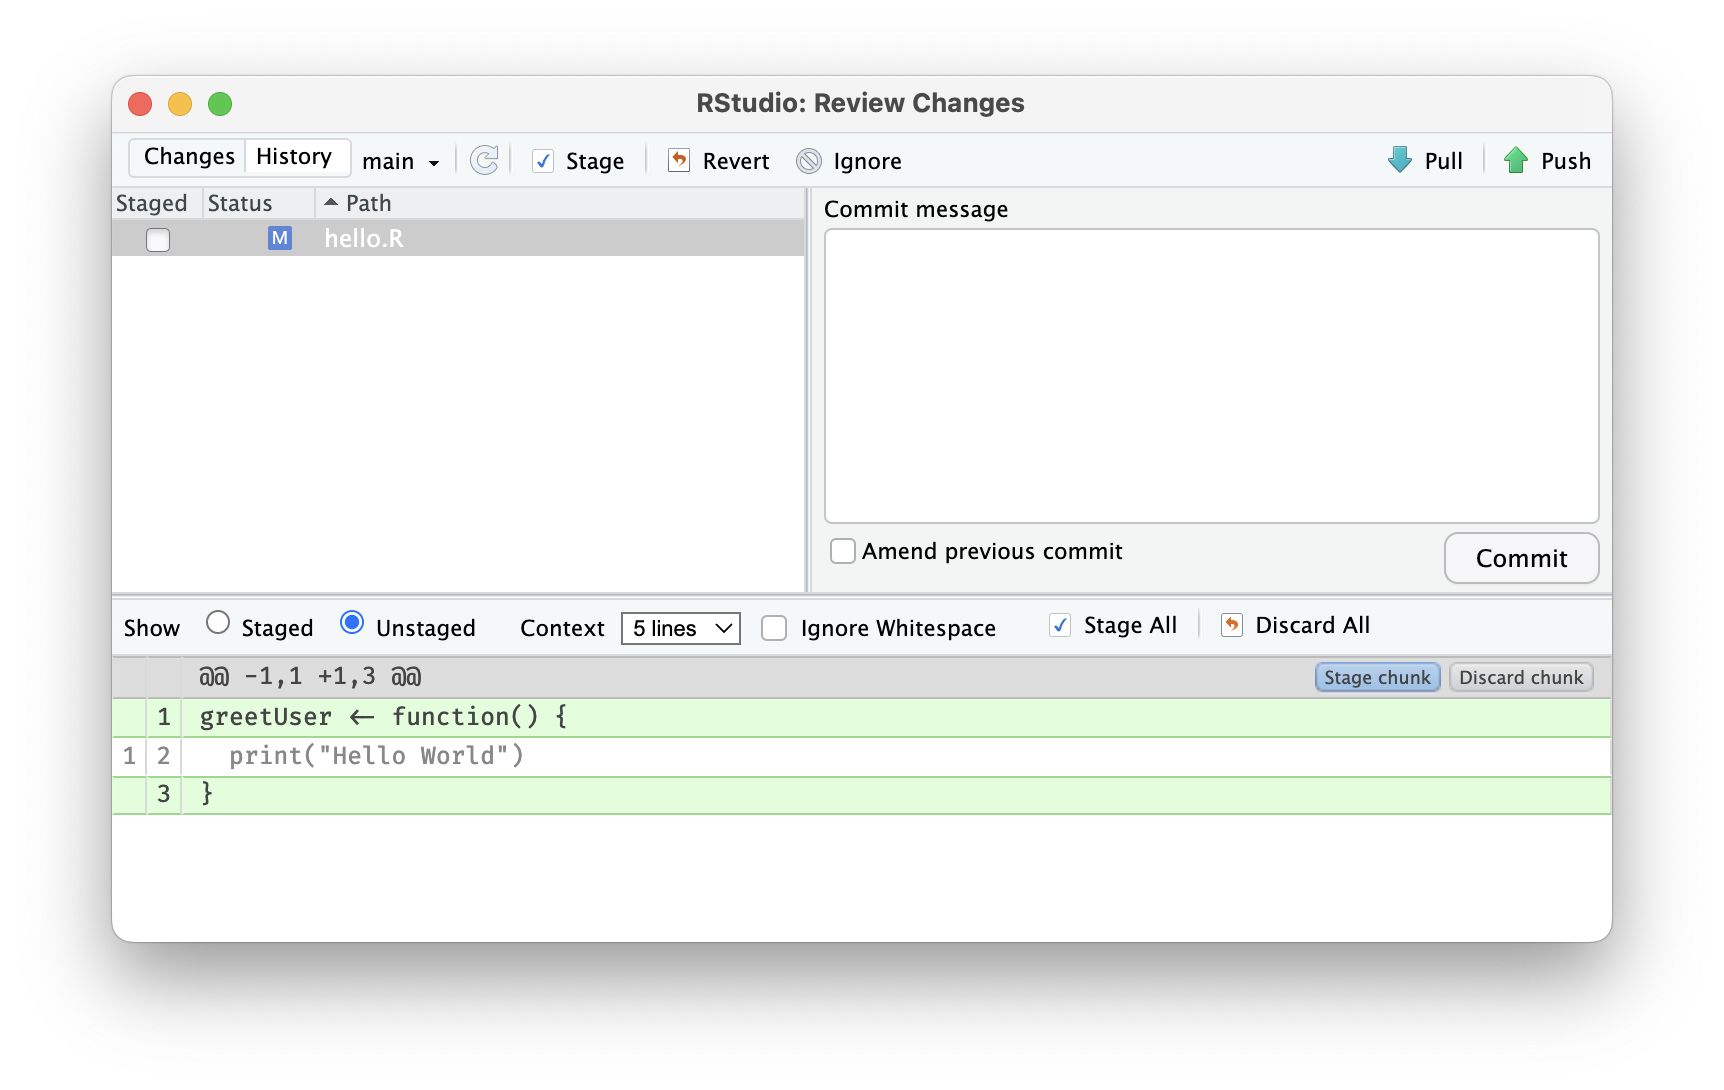 RStudio: Review Changes
Changes History main Stage Revert Ignore Pull Push
Staged Status Path
M hello.R
Commit message
Amend previous commit
Commit
Show Staged Unstaged Context 5 lines Ignore Whitespace Stage All Discard All
@@ -1,1 +1,3 @@ Stage chunk Discard chunk
1 greetUser <- function() {
1 2 print("Hello World")
3 }